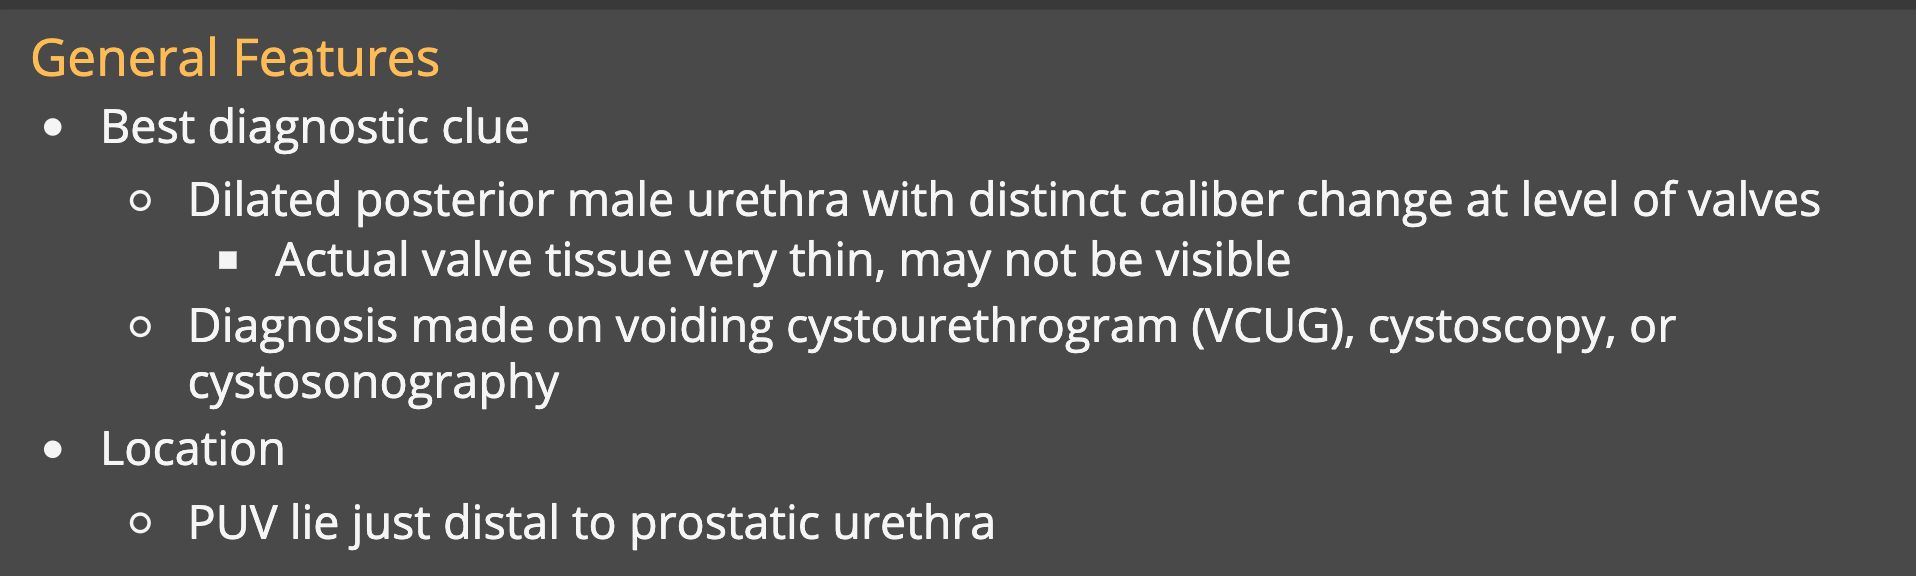 General Features
• Best diagnostic clue
○ Dilated posterior male urethra with distinct caliber change at level of valves
▪ Actual valve tissue very thin, may not be visible
○ Diagnosis made on voiding cystourethrogram (VCUG), cystoscopy, or
cystosonography
• Location
○ PUV lie just distal to prostatic urethra